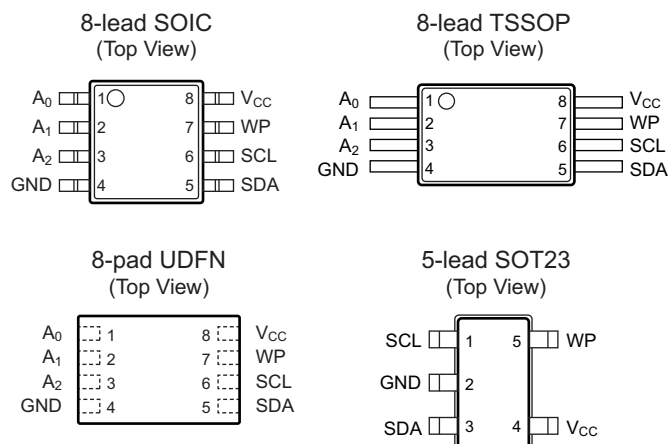 8-lead SOIC
(Top View)
A0 1 8 VCC
A1 2 7 WP
A2 3 6 SCL
GND 4 5 SDA
8-lead TSSOP
(Top View)
A0 1 8 VCC
A1 2 7 WP
A2 3 6 SCL
GND 4 5 SDA
8-pad UDFN
(Top View)
A0 1 8 VCC
A1 2 7 WP
A2 3 6 SCL
GND 4 5 SDA
5-lead SOT23
(Top View)
SCL 1 5 WP
GND 2
SDA 3 4 VCC